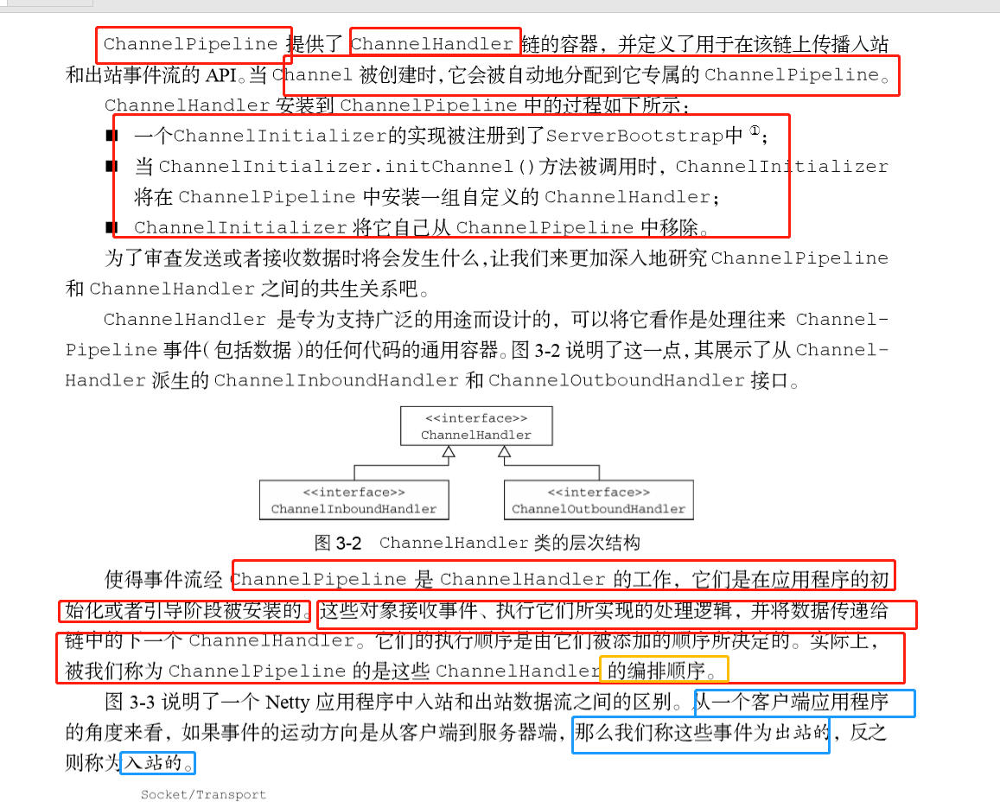 ChannelPipeline 提供了 ChannelHandler 链的容器，并定义了用于在该链上传播入站
和出站事件流的 API。当 Channel 被创建时，它会被自动地分配到它专属的 ChannelPipeline。
ChannelHandler 安装到 ChannelPipeline 中的过程如下所示：
■ 一个ChannelInitializer的实现被注册到了ServerBootstrap中①；
■ 当 ChannelInitializer.initChannel()方法被调用时，ChannelInitializer
将在 ChannelPipeline 中安装一组自定义的 ChannelHandler；
■ ChannelInitializer 将它自己从 ChannelPipeline 中移除。
为了审查发送或者接收数据时将会发生什么，让我们来更加深入地研究 ChannelPipeline
和 ChannelHandler 之间的共生关系吧。
ChannelHandler 是专为支持广泛的用途而设计的，可以将它看作是处理往来 Channel-
Pipeline 事件（包括数据）的任何代码的通用容器。图 3-2 说明了这一点，其展示了从 Channel-
Handler 派生的 ChannelInboundHandler 和 ChannelOutboundHandler 接口。
<<interface>>
ChannelHandler
<<interface>>
ChannelInboundHandler
<<interface>>
ChannelOutboundHandler
图 3-2 ChannelHandler 类的层次结构
使得事件流经 ChannelPipeline 是 ChannelHandler 的工作，它们是在应用程序的初
始化或者引导阶段被安装的。这些对象接收事件、执行它们所实现的处理逻辑，并将数据传递给
链中的下一个 ChannelHandler。它们的执行顺序是由它们被添加的顺序所决定的。实际上，
被我们称为 ChannelPipeline 的是这些 ChannelHandler 的编排顺序。
图 3-3 说明了一个 Netty 应用程序中入站和出站数据流之间的区别。从一个客户端应用程序
的角度来看，如果事件的运动方向是从客户端到服务器端，那么我们称这些事件为出站的，反之
则称为入站的。
Socket/Transport